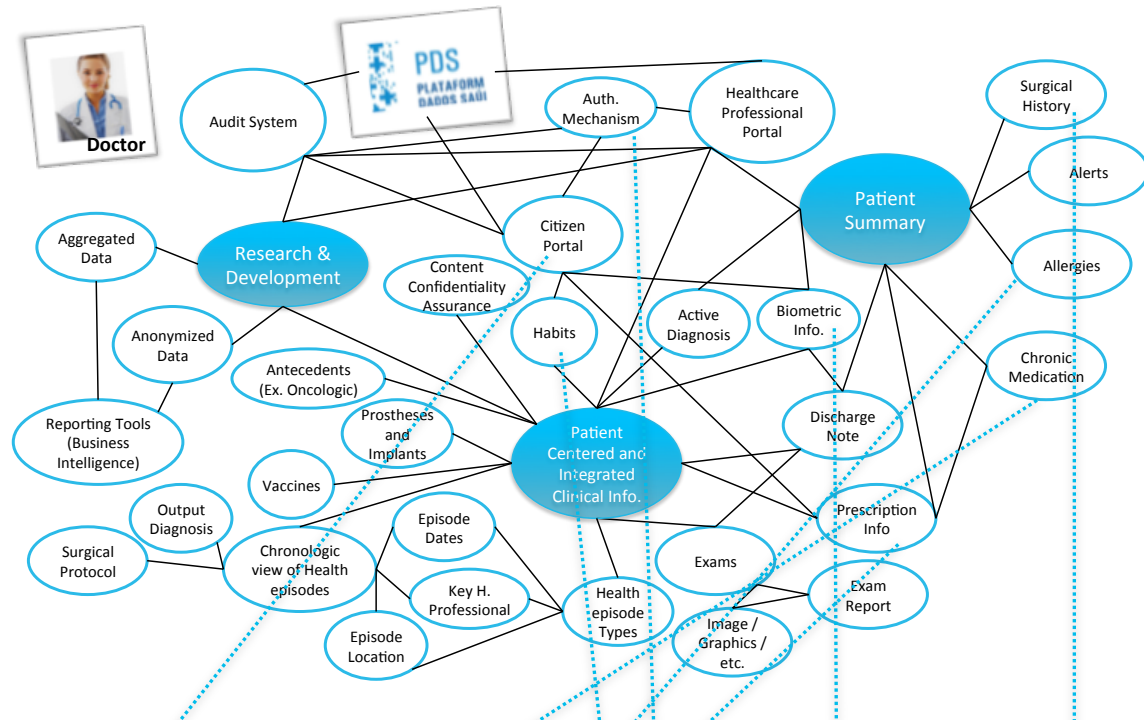 Doctor
PDS
PLATAFORM
DADOS SAÚI
Audit System
Auth.
Mechanism
Healthcare
Professional
Portal
Surgical
History
Alerts
Patient
Summary
Allergies
Aggregated
Data
Research &
Development
Citizen
Portal
Content
Confidentiality
Assurance
Habits
Active
Diagnosis
Biometric
Info.
Anonymized
Data
Antecedents
(Ex. Oncologic)
Chronic
Medication
Reporting Tools
(Business
Intelligence)
Prostheses
and
Implants
Patient
Centered and
Integrated
Clinical Info.
Discharge
Note
Vaccines
Output
Diagnosis
Surgical
Protocol
Chronologic
view of Health
episodes
Episode
Dates
Key H.
Professional
Episode
Location
Health
episode
Types
Exams
Prescription
Info
Exam
Report
Image /
Graphics /
etc.